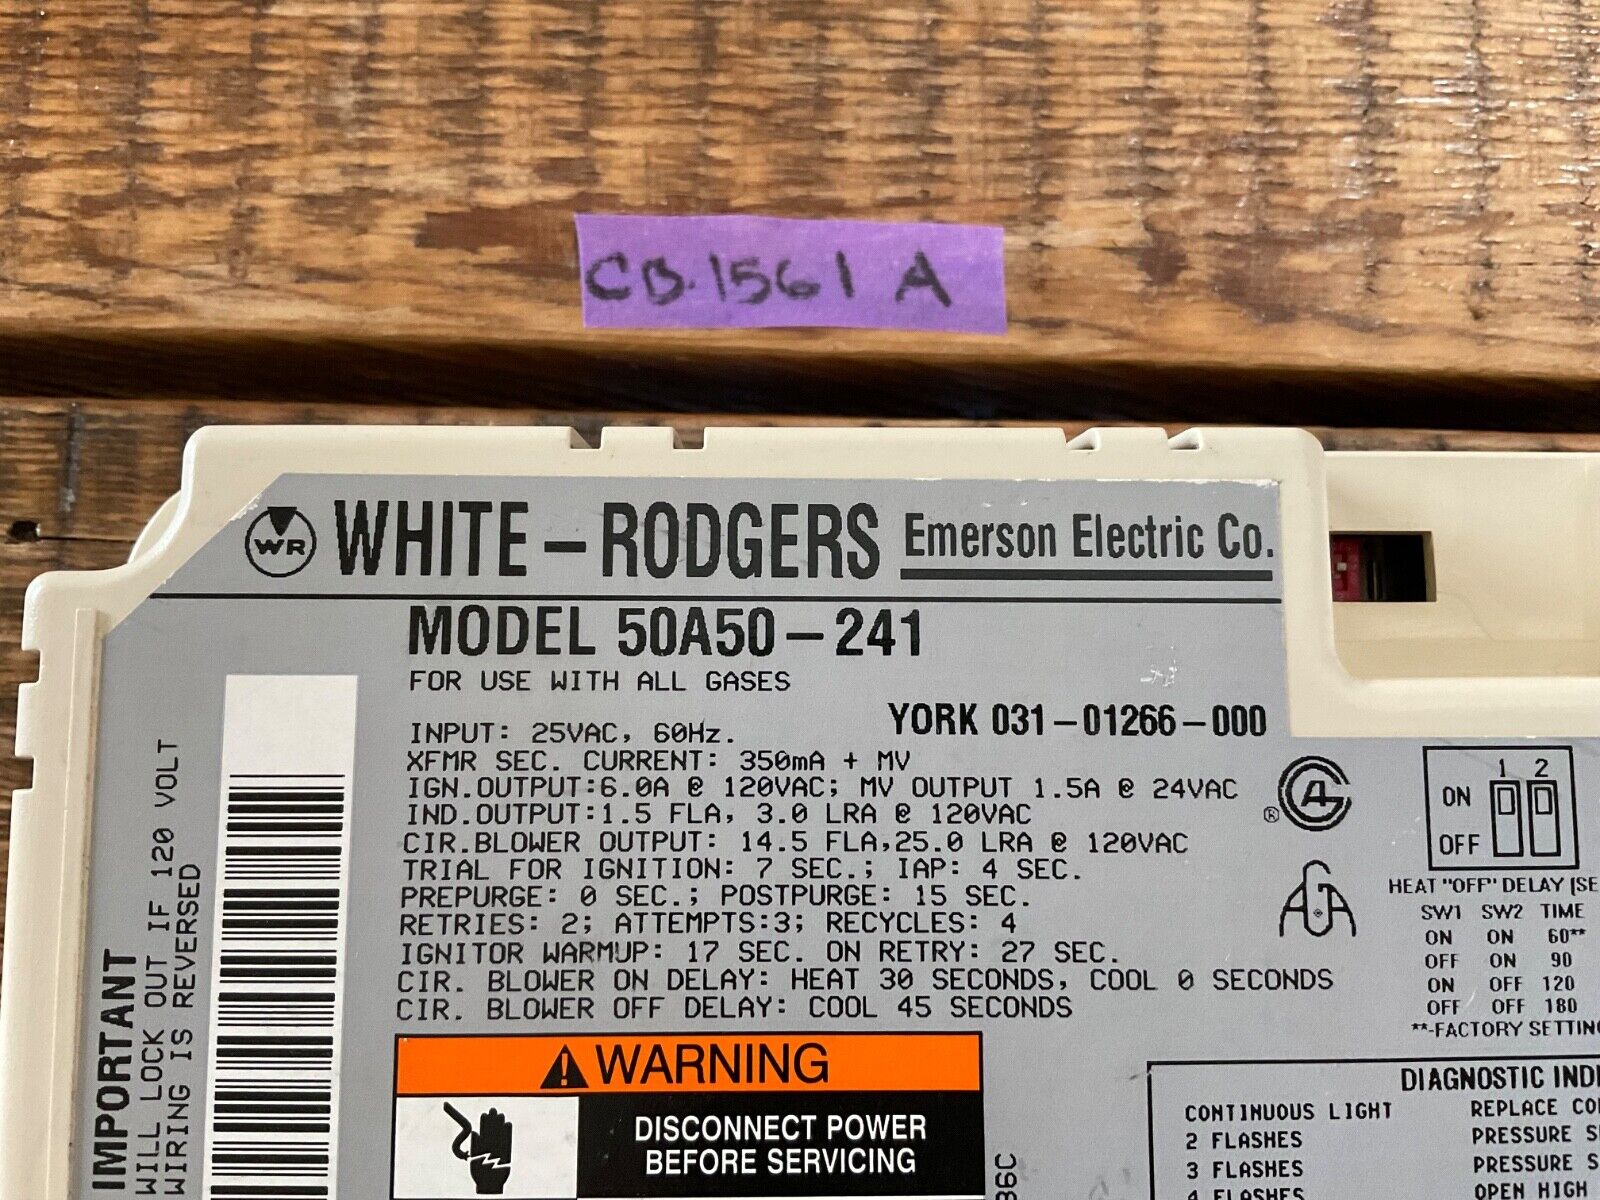 CB.1561 A
WR WHITE-RODGERS Emerson Electric Co.
MODEL 50A50-241
FOR USE WITH ALL GASES
YORK 031-01266-000
INPUT: 25VAC, 60Hz.
XFMR SEC. CURRENT: 350mA + MV
IGN.OUTPUT:6.0A @ 120VAC; MV OUTPUT 1.5A @ 24VAC
IND.OUTPUT:1.5 FLA, 3.0 LRA @ 120VAC
CIR.BLOWER OUTPUT: 14.5 FLA,25.0 LRA @ 120VAC
TRIAL FOR IGNITION: 7 SEC.; IAP: 4 SEC.
PREPURGE: 0 SEC.; POSTPURGE: 15 SEC.
RETRIES: 2; ATTEMPTS:3; RECYCLES: 4
IGNITOR WARMUP: 17 SEC. ON RETRY: 27 SEC.
CIR. BLOWER ON DELAY: HEAT 30 SECONDS, COOL 0 SECONDS
CIR. BLOWER OFF DELAY: COOL 45 SECONDS
WARNING
DISCONNECT POWER
BEFORE SERVICING
IMPORTANT
WILL LOCK OUT IF 120 VOLT
WIRING IS REVERSED
®
1 2
ON
OFF
HEAT "OFF" DELAY (SE
SW1 SW2 TIME
ON ON 60**
OFF ON 90
ON OFF 120
OFF OFF 180
**-FACTORY SETTING
DIAGNOSTIC INDI
CONTINUOUS LIGHT REPLACE CO
2 FLASHES PRESSURE S
3 FLASHES PRESSURE S
4 FLASHES OPEN HIGH